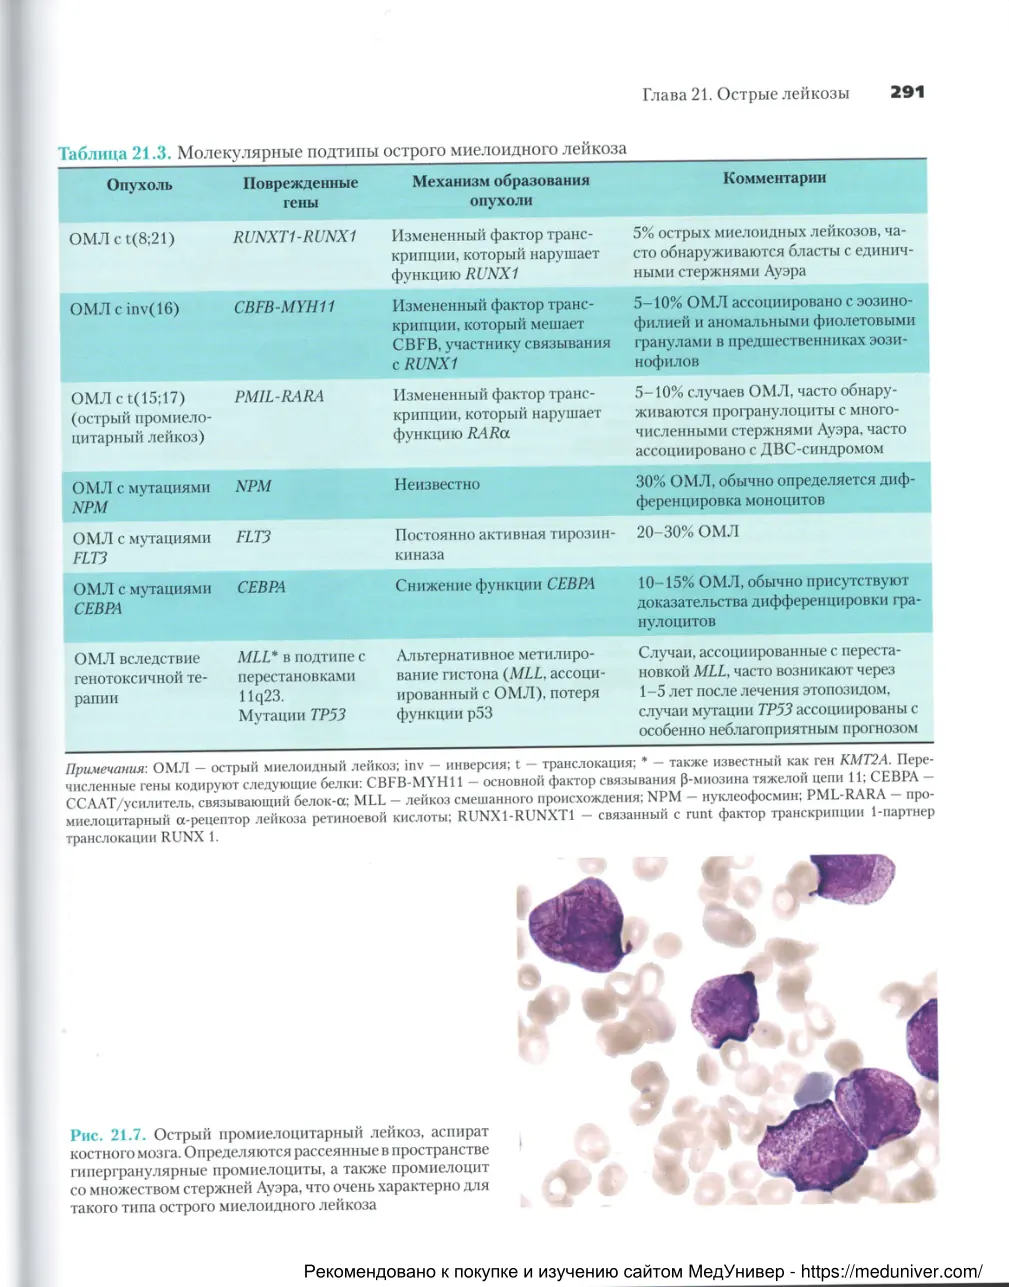 Глава 21. Острые лейкозы 291
Таблица 21.3. Молекулярные подтипы острого миелоидного лейкоза
Опухоль
Поврежденные
гены
Механизм образования
опухоли
Комментарии
ОМЛ с t(8;21)
RUNXT1-RUNX1
Измененный фактор транс-
крипции, который нарушает
функцию RUNX1
5% острых миелоидных лейкозов, ча-
сто обнаруживаются бласты с единич-
ными стержнями Ауэра
ОМЛ с inv(16)
CBFB-MYH11
Измененный фактор транс-
крипции, который мешает
CBFB, участнику связывания
с RUNX1
5–10% ОМЛ ассоциировано с эозино-
филией и аномальными фиолетовыми
гранулами в предшественниках эози-
нофилов
ОМЛ с t(15;17)
(острый промиело-
цитарный лейкоз)
PMIL-RARA
Измененный фактор транс-
крипции, который нарушает
функцию RARα
5–10% случаев ОМЛ, часто обнару-
живаются програнулоциты с много-
численными стержнями Ауэра, часто
ассоциировано с ДВС-синдромом
ОМЛ с мутациями
NPM
NPM
Неизвестно
30% ОМЛ, обычно определяется диф-
ференцировка моноцитов
ОМЛ с мутациями
FLT3
FLT3
Постоянно активная тирозин-
киназа
20–30% ОМЛ
ОМЛ с мутациями
CEBPA
CEBPA
Снижение функции CEBPA
10–15% ОМЛ, обычно присутствуют
доказательства дифференцировки гра-
нулоцитов
ОМЛ вследствие
генотоксичной те-
рапии
MLL* в подтипе с
перестановками
11q23.
Мутации TP53
Альтернативное метилиро-
вание гистона (MLL, ассоци-
ированный с ОМЛ), потеря
функции p53
Случаи, ассоциированные с переста-
новкой MLL, часто возникают через
1–5 лет после лечения этопозидом,
случаи мутации TP53 ассоциированы с
особенно неблагоприятным прогнозом
Примечания: ОМЛ — острый миелоидный лейкоз; inv — инверсия; t — транслокация; * — также известный как ген KMT2A. Пере-
численные гены кодируют следующие белки: CBFB-MYH11 — основной фактор связывания β-миозина тяжелой цепи 11; CEBPA —
CCAAT/усилитель, связывающий белок-α; MLL — лейкоз смешанного происхождения; NPM — нуклеофосмин; PML-RARA — про-
миелоцитарный α-рецептор лейкоза ретиноевой кислоты; RUNX1-RUNXT1 — связанный с runt фактор транскрипции 1-партнер
транслокации RUNX 1.
Рис. 21.7. Острый промиелоцитарный лейкоз, аспират
костного мозга. Определяются рассеянные в пространстве
гипергранулярные промиелоциты, а также промиелоцит
со множеством стержней Ауэра, что очень характерно для
такого типа острого миелоидного лейкоза
Рекомендовано к покупке и изучению сайтом МедУнивер - https://meduniver.com/